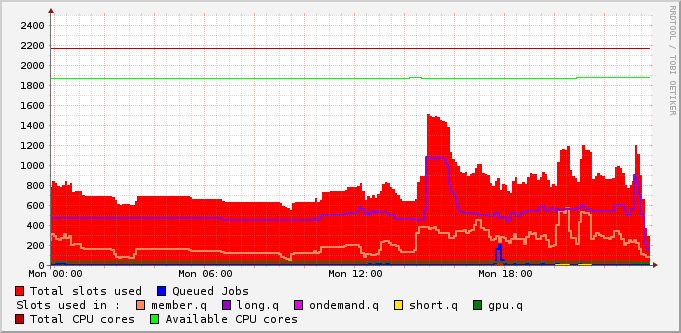 RRDTOOL / TOBI OETIKER
2400
2200
2000
1800
1600
1400
1200
1000
800
600
400
200
0
Mon 00:00 Mon 06:00 Mon 12:00 Mon 18:00
Total slots used Queued Jobs
Slots used in : member.q long.q ondemand.q short.q gpu.q
Total CPU cores Available CPU cores